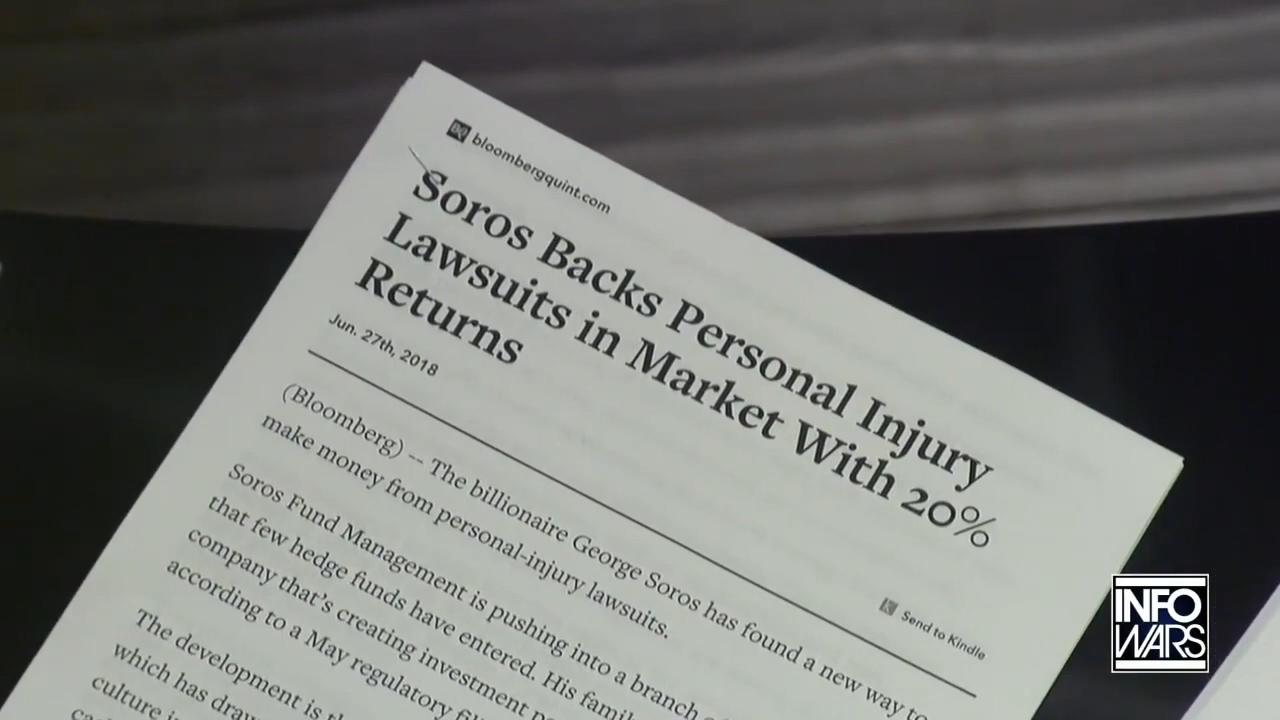 BQ bloombergquint.com
Soros Backs Personal Injury
Lawsuits in Market With 20%
Returns
Jun. 27th, 2018
K Send to Kindle
(Bloomberg) -- The billionaire George Soros has found a new way to
make money from personal-injury lawsuits.
Soros Fund Management is pushing into a branch
that few hedge funds have entered. His
company that's creating investment
according to a May regulatory
The development is
which has
culture
INFO
WARS